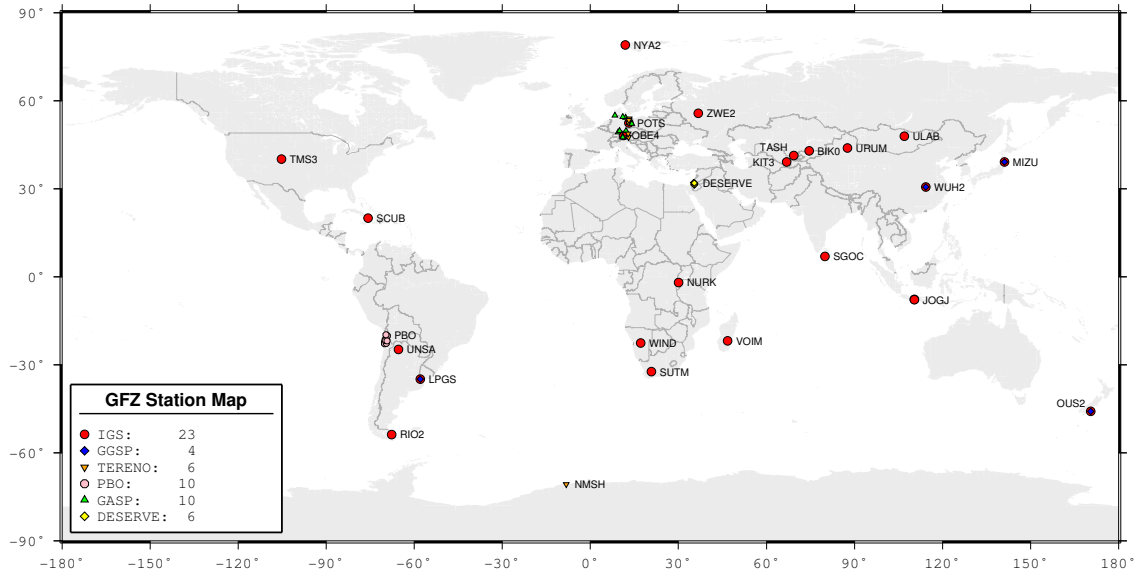 90°
60°
30°
0°
−30°
−60°
−90°
NYA2
ZWE2
POTS
OBE4
TMS3
TASH
BIK0
URUM
ULAB
KIT3
MIZU
DESERVE
WUH2
SCUB
SGOC
NURK
JOGJ
PBO
UNSA
WIND
VOIM
SUTM
LPGS
OUS2
RIO2
NMSH
GFZ Station Map
IGS: 23
GGSP: 4
TERENO: 6
PBO: 10
GASP: 10
DESERVE: 6
−180° −150° −120° −90° −60° −30° 0° 30° 60° 90° 120° 150° 180°